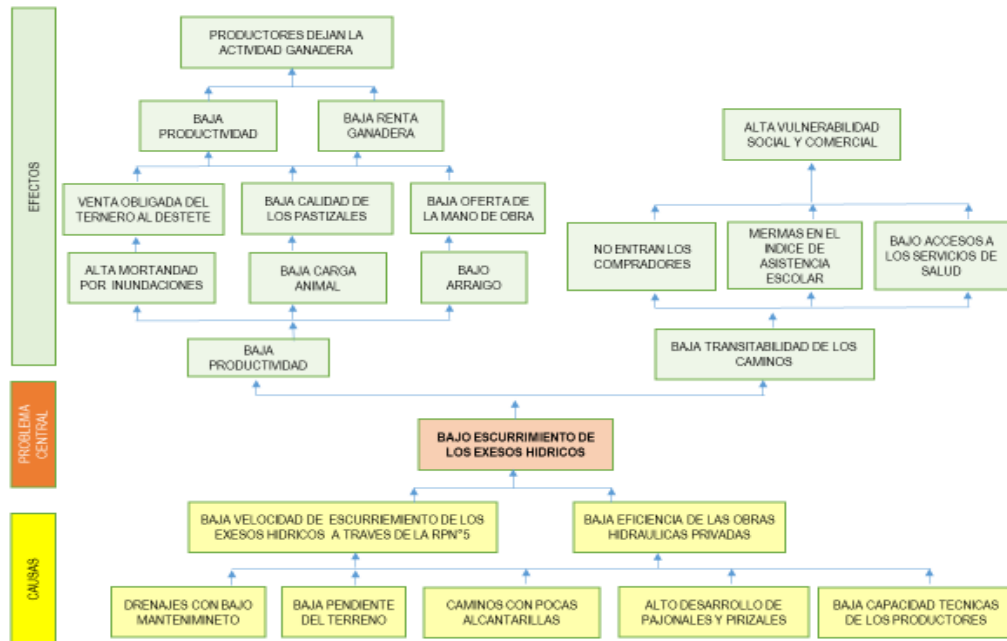 PRODUCTORES DEJAN LA
ACTIVIDAD GANADERA
BAJA
PRODUCTIVIDAD
BAJA RENTA
GANADERA
ALTA VULNERABILIDAD
SOCIAL Y COMERCIAL
EFECTOS
VENTA OBLIGADA DEL
TERNERO AL DESTETE
BAJA CALIDAD DE
LOS PASTIZALES
BAJA OFERTA DE
LA MANO DE OBRA
NO ENTRAN LOS
COMPRADORES
MERMAS EN EL
INDICE DE
ASISTENCIA
ESCOLAR
BAJO ACCESOS A
LOS SERVICIOS DE
SALUD
ALTA MORTANDAD
POR INUNDACIONES
BAJA CARGA
ANIMAL
BAJO
ARRAIGO
BAJA
PRODUCTIVIDAD
BAJA TRANSITABILIDAD DE LOS
CAMINOS
PROBLEMA
CENTRAL
BAJO ESCURRIMIENTO DE
LOS EXESOS HIDRICOS
CAUSAS
BAJA VELOCIDAD DE ESCURRIEMIENTO DE LOS
EXESOS HIDRICOS A TRAVES DE LA RPN°5
BAJA EFICIENCIA DE LAS OBRAS
HIDRAULICAS PRIVADAS
DRENAJES CON BAJO
MANTENIMINETO
BAJA PENDIENTE
DEL TERRENO
CAMINOS CON POCAS
ALCANTARILLAS
ALTO DESARROLLO DE
PAJONALES Y PIRIZALES
BAJA CAPACIDAD TECNICAS
DE LOS PRODUCTORES